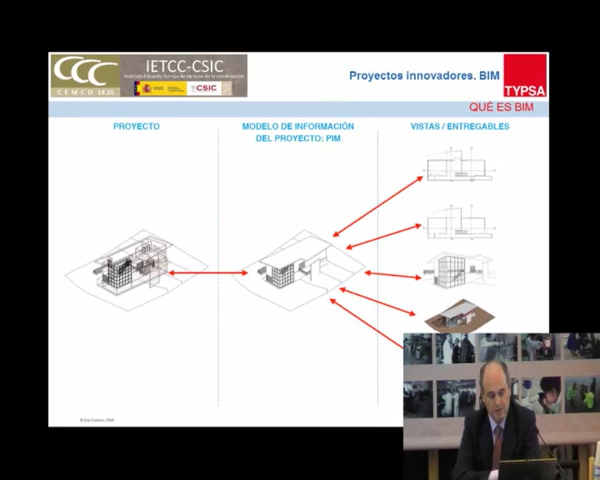 CCC
CEMCO 14.15
IETCC-CSIC
CSIC
Proyectos innovadores. BIM
TYPSA
QUÉ ES BIM
PROYECTO
MODELO DE INFORMACIÓN
DEL PROYECTO: PIM
VISTAS / ENTREGABLES